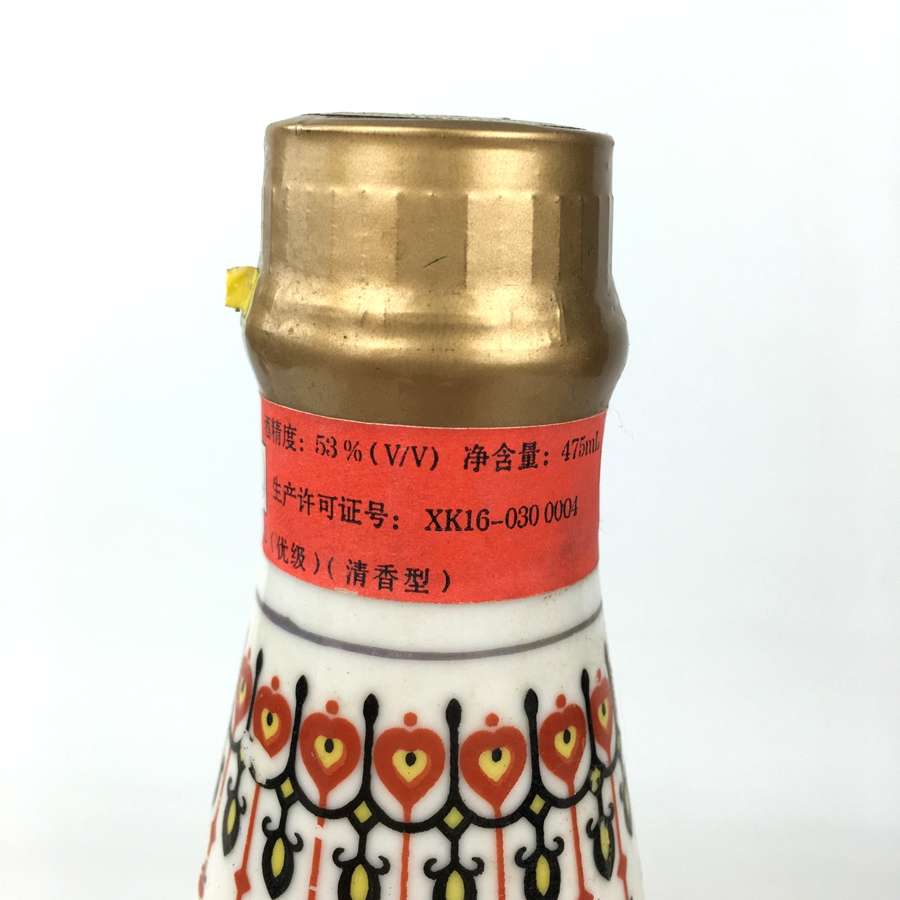 酒精度：53%(V/V) 净含量：475mL
生产许可证号：XK16-030 0004
(优级)(清香型)